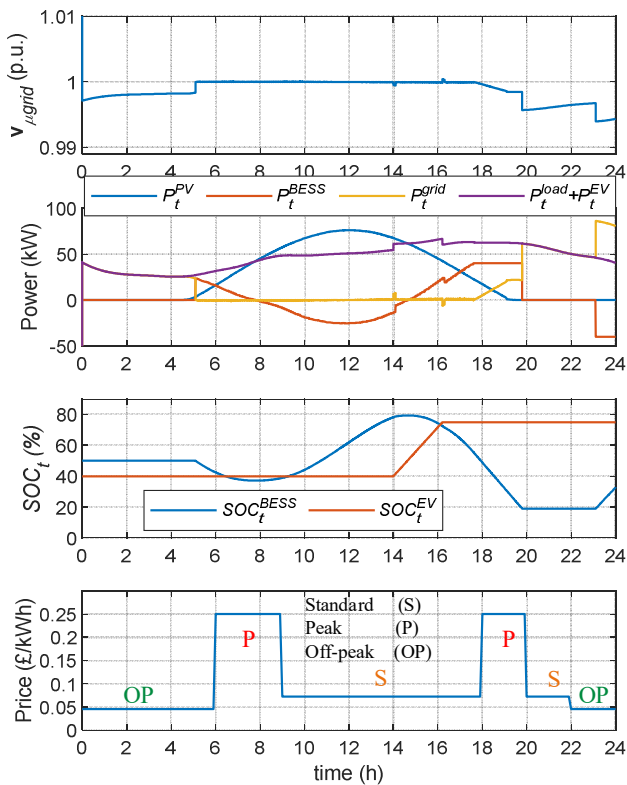 1.01
1
0.99
v μgrid (p.u.)
0 2 4 6 8 10 12 14 16 18 20 22 24
P_t^PV P_t^BESS P_t^grid P_t^load+P_t^EV
100
50
0
-50
Power (kW)
0 2 4 6 8 10 12 14 16 18 20 22 24
80
60
40
20
0
SOC_t (%)
SOC_t^BESS SOC_t^EV
0 2 4 6 8 10 12 14 16 18 20 22 24
0.25
0.2
0.15
0.1
0.05
0
Price (£/kWh)
Standard (S)
Peak (P)
Off-peak (OP)
OP P S P S OP
0 2 4 6 8 10 12 14 16 18 20 22 24
time (h)